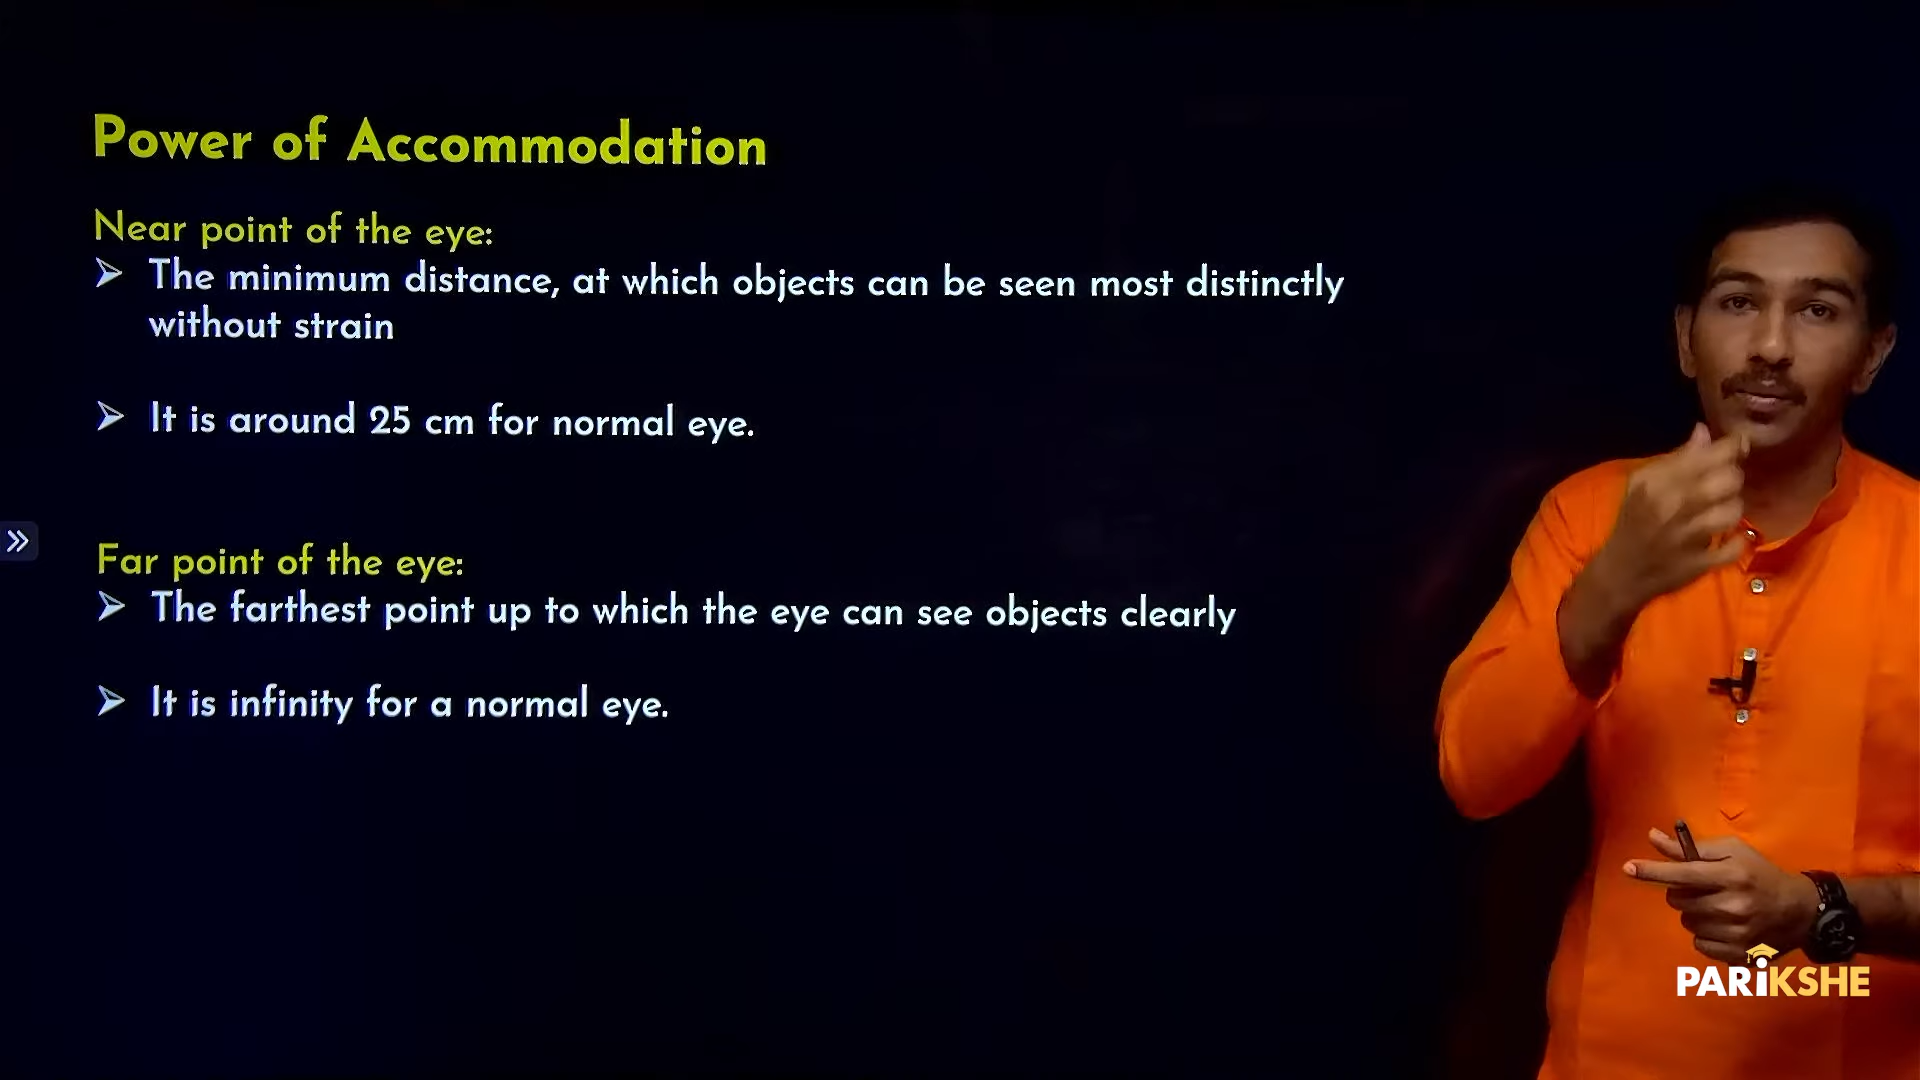 Power of Accommodation
Near point of the eye:
➢ The minimum distance, at which objects can be seen most distinctly
without strain
➢ It is around 25 cm for normal eye.
Far point of the eye:
➢ The farthest point up to which the eye can see objects clearly
➢ It is infinity for a normal eye.
PARiKSHE